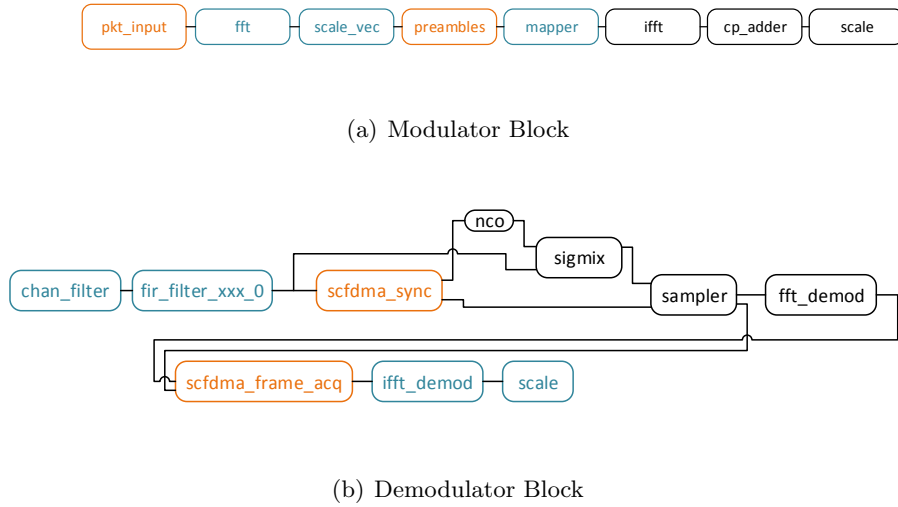 pkt_input fft scale_vec preambles mapper ifft cp_adder scale
(a) Modulator Block
nco
sigmix
chan_filter fir_filter_xxx_0 scfdma_sync sampler fft_demod
scfdma_frame_acq ifft_demod scale
(b) Demodulator Block